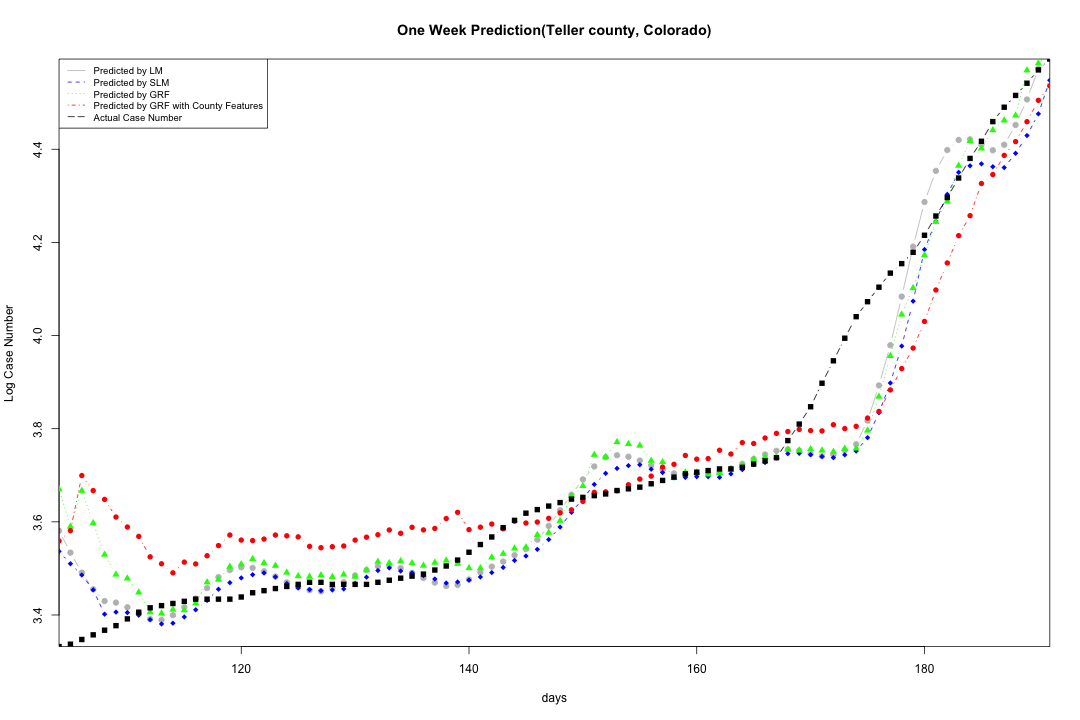 One Week Prediction(Teller county, Colorado)
Predicted by LM
Predicted by SLM
Predicted by GRF
Predicted by GRF with County Features
Actual Case Number
Log Case Number
4.4
4.2
4.0
3.8
3.6
3.4
120 140 160 180
days